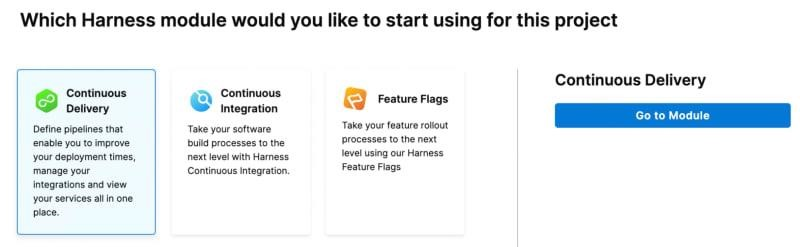 Which Harness module would you like to start using for this project
Continuous
Delivery
Define pipelines that
enable you to improve
your deployment times,
manage your
integrations and view
your services all in one
place.
Continuous
Integration
Take your software
build processes to the
next level with Harness
Continuous Integration.
Feature Flags
Take your feature rollout
processes to the next
level using our Harness
Feature Flags
Continuous Delivery
Go to Module